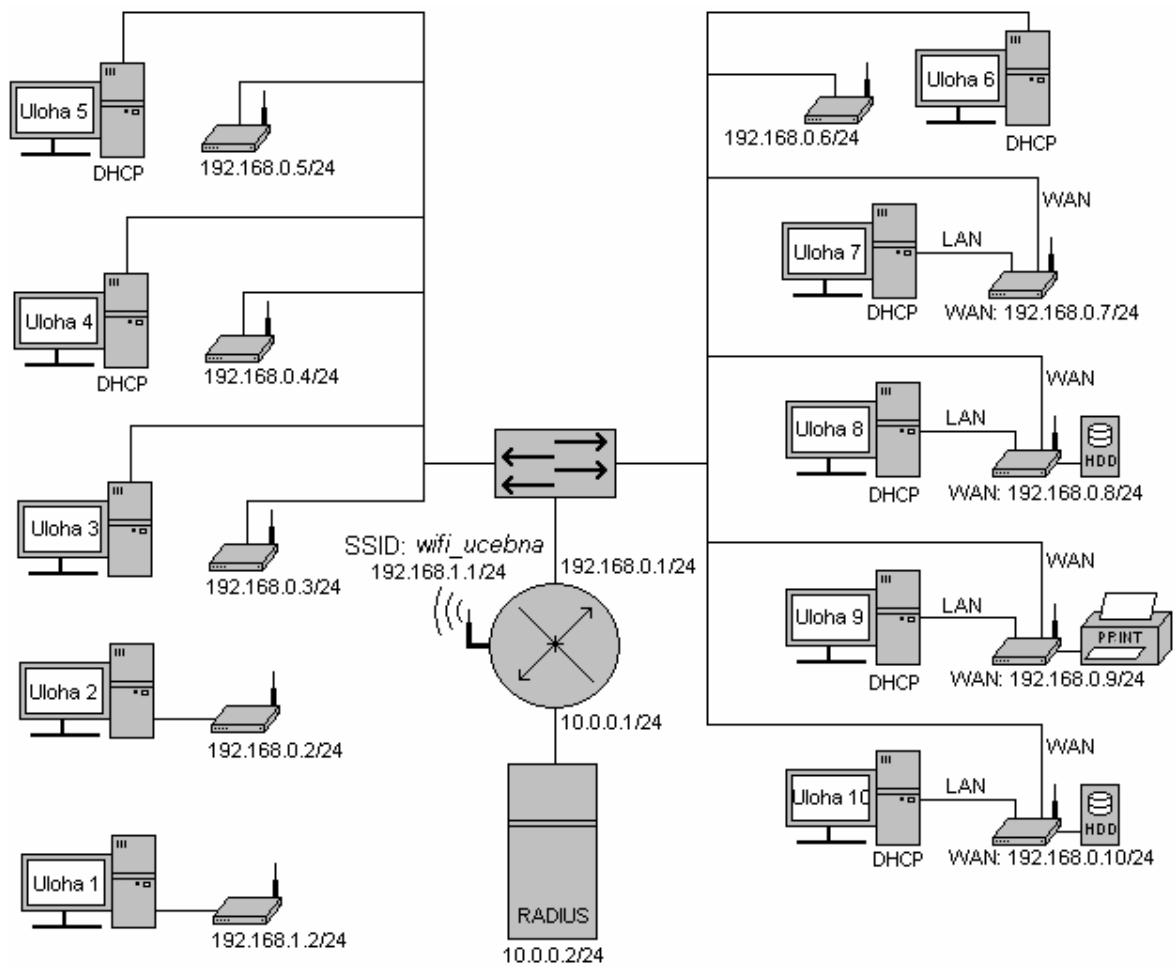 Uloha 5
DHCP
192.168.0.5/24
Uloha 4
DHCP
192.168.0.4/24
Uloha 3
192.168.0.3/24
Uloha 2
192.168.0.2/24
Uloha 1
192.168.1.2/24
SSID: wifi_ucebna
192.168.1.1/24
192.168.0.1/24
10.0.0.1/24
RADIUS
10.0.0.2/24
Uloha 6
192.168.0.6/24
DHCP
WAN
Uloha 7
LAN
DHCP
WAN: 192.168.0.7/24
WAN
Uloha 8
LAN
HDD
DHCP
WAN: 192.168.0.8/24
WAN
Uloha 9
LAN
PRINT
DHCP
WAN: 192.168.0.9/24
WAN
Uloha 10
LAN
HDD
DHCP
WAN: 192.168.0.10/24